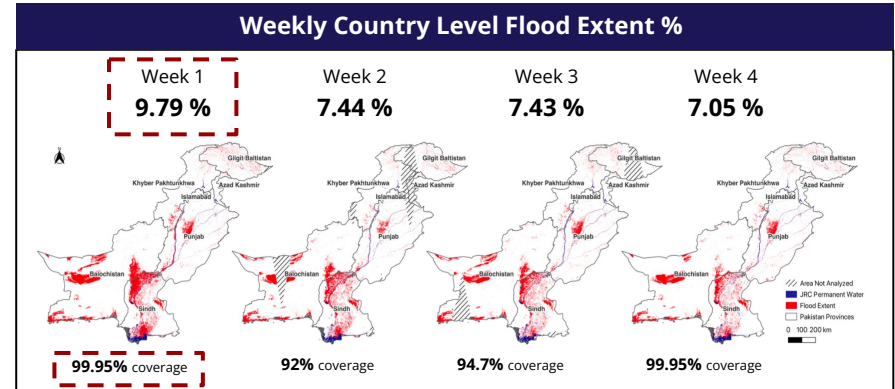 Weekly Country Level Flood Extent %
Week 1
9.79 %
Week 2
7.44 %
Week 3
7.43 %
Week 4
7.05 %
N
Gilgit Baltistan
Khyber Pakhtunkhwa
Azad Kashmir
Islamabad
Punjab
Balochistan
Sindh
Gilgit Baltistan
Khyber Pakhtunkhwa
Azad Kashmir
Islamabad
Punjab
Balochistan
Sindh
Gilgit Baltistan
Khyber Pakhtunkhwa
Azad Kashmir
Islamabad
Punjab
Balochistan
Sindh
Gilgit Baltistan
Khyber Pakhtunkhwa
Azad Kashmir
Islamabad
Punjab
Balochistan
Sindh
Area Not Analyzed
JRC Permanent Water
Flood Extent
Pakistan Provinces
0 100 200 km
99.95% coverage
92% coverage
94.7% coverage
99.95% coverage